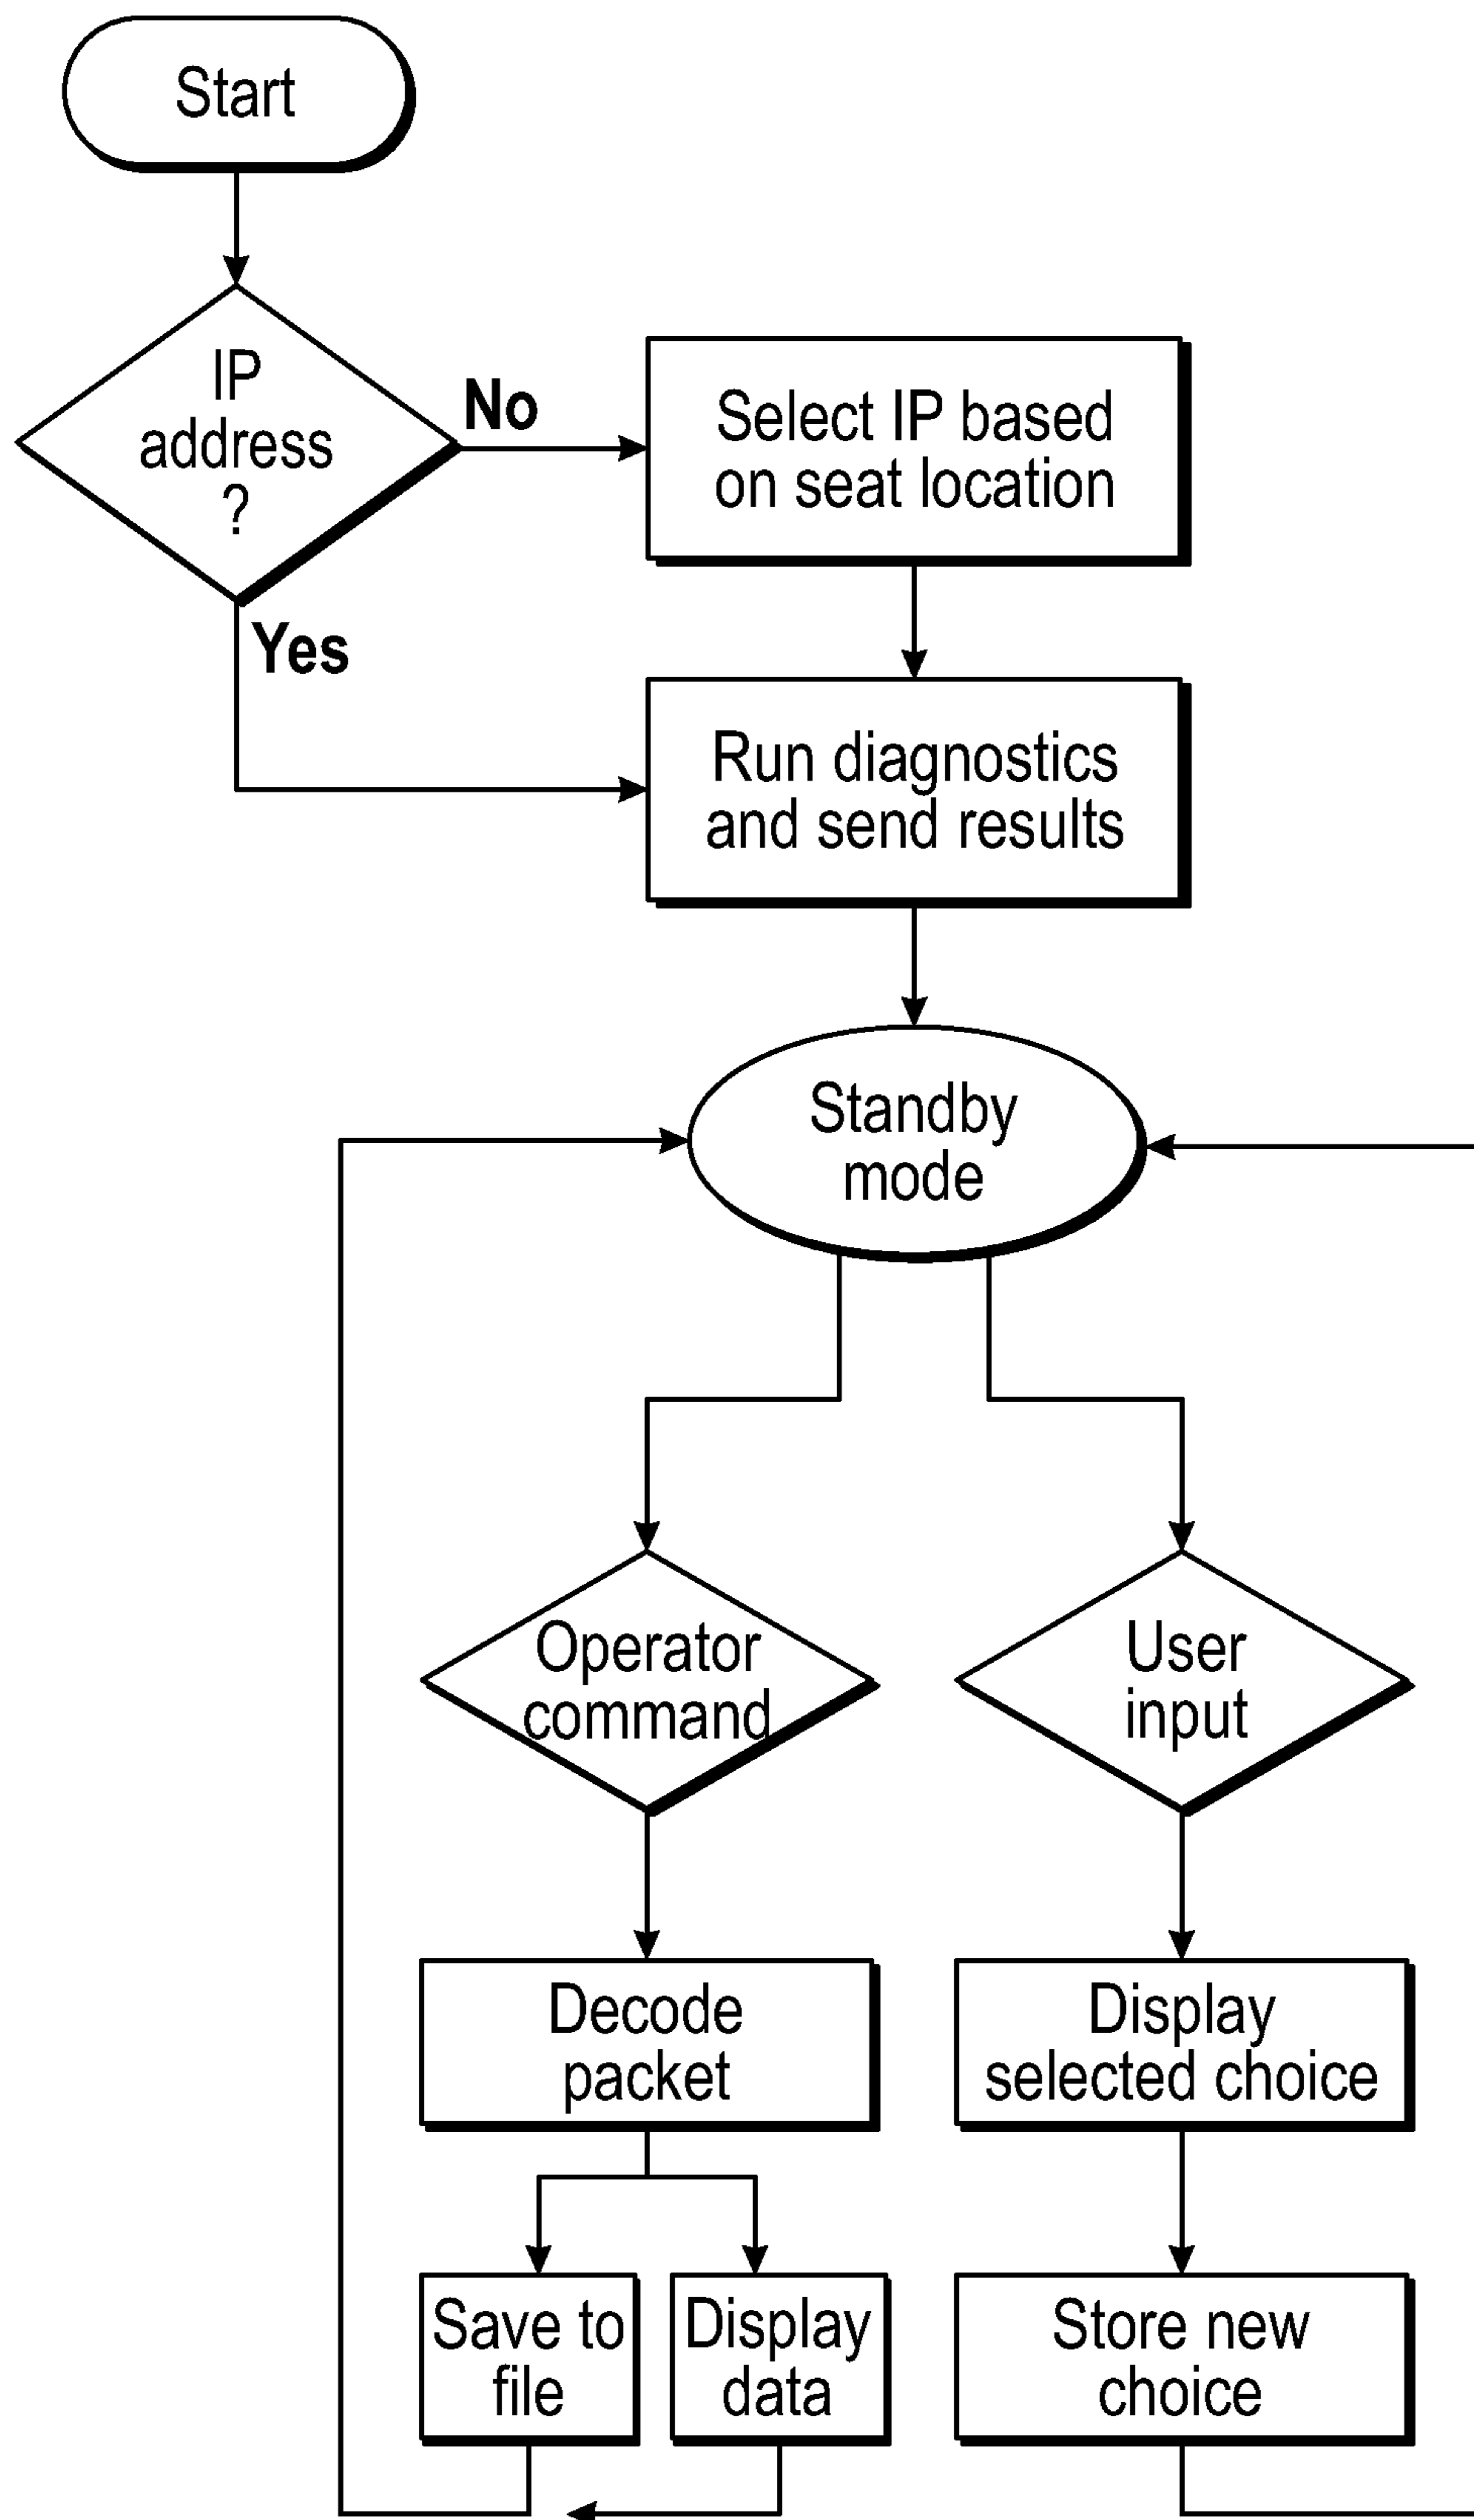 Start
IP
address
?
No
Select IP based
on seat location
Yes
Run diagnostics
and send results
Standby
mode
Operator
command
User
input
Decode
packet
Display
selected choice
Save to
file
Display
data
Store new
choice